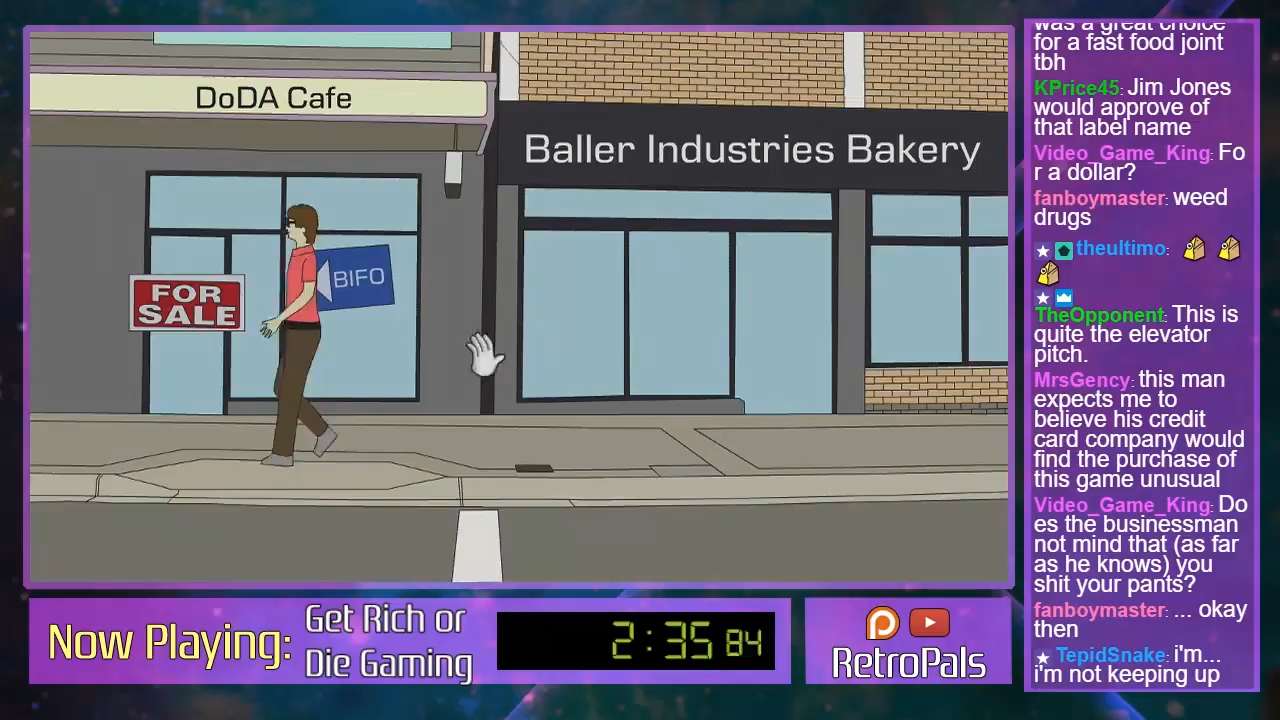 DoDA Cafe
Baller Industries Bakery
FOR
SALE
BIFO
was a great choice
for a fast food joint
tbh
KPrice45: Jim Jones
would approve of
that label name
Video_Game_King: Fo
r a dollar?
fanboymaster: weed
drugs
theultimo:
TheOpponent: This is
quite the elevator
pitch.
MrsGency: this man
expects me to
believe his credit
card company would
find the purchase of
this game unusual
Video_Game_King: Do
es the businessman
not mind that (as far
as he knows) you
shit your pants?
fanboymaster: ... okay
then
TepidSnake: i'm...
i'm not keeping up
Now Playing:
Get Rich or
Die Gaming
2:35 84
RetroPals